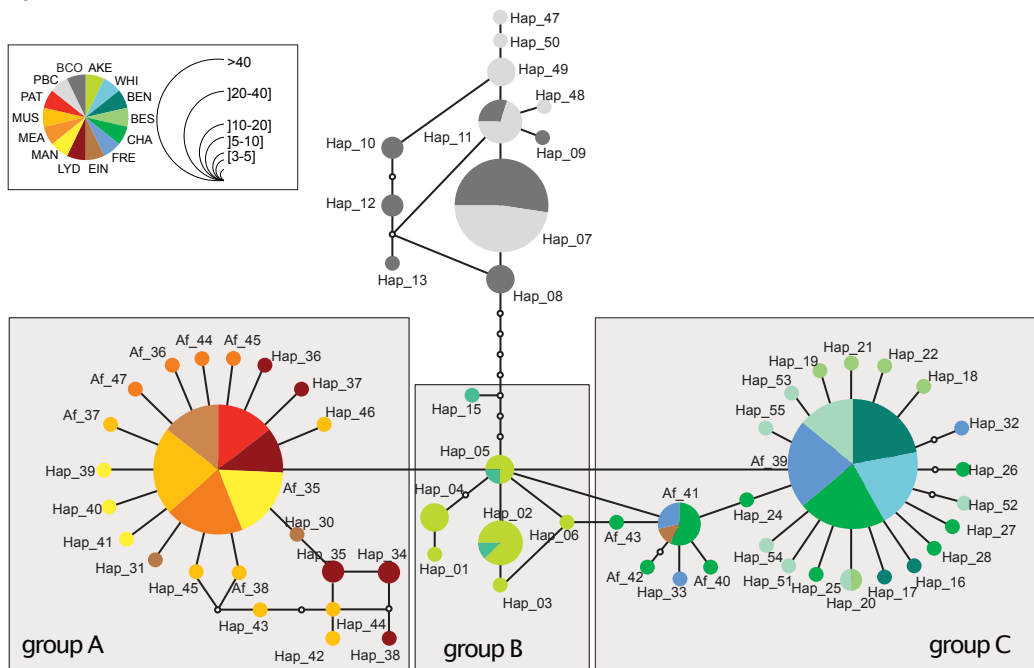 Hap_47
Hap_50
Hap_49
Hap_48
Hap_11
Hap_09
Hap_10
Hap_12
Hap_07
Hap_13
Hap_08
BCO AKE
PBC WHI
PAT BEN
MUS BES
MEA CHA
MAN FRE
LYD EIN
>40
]20-40]
]10-20]
]5-10]
[3-5]
Af_44 Af_45
Af_36 Hap_36
Af_47 Hap_37
Af_37 Hap_46
Hap_39
Af_35
Hap_40
Hap_30
Hap_41
Hap_35 Hap_34
Hap_31
Hap_45 Af_38
Hap_43 Hap_44
Hap_42 Hap_38
group A
Hap_15
Hap_05
Hap_04
Hap_02
Hap_06
Hap_01
Hap_03
group B
Hap_21
Hap_19 Hap_22
Hap_53 Hap_18
Hap_55 Hap_32
Af_39
Hap_26
Af_41
Hap_24 Hap_52
Af_43 Hap_27
Hap_54 Hap_28
Af_42 Af_40 Hap_51 Hap_16
Hap_33 Hap_25 Hap_17
Hap_20
group C